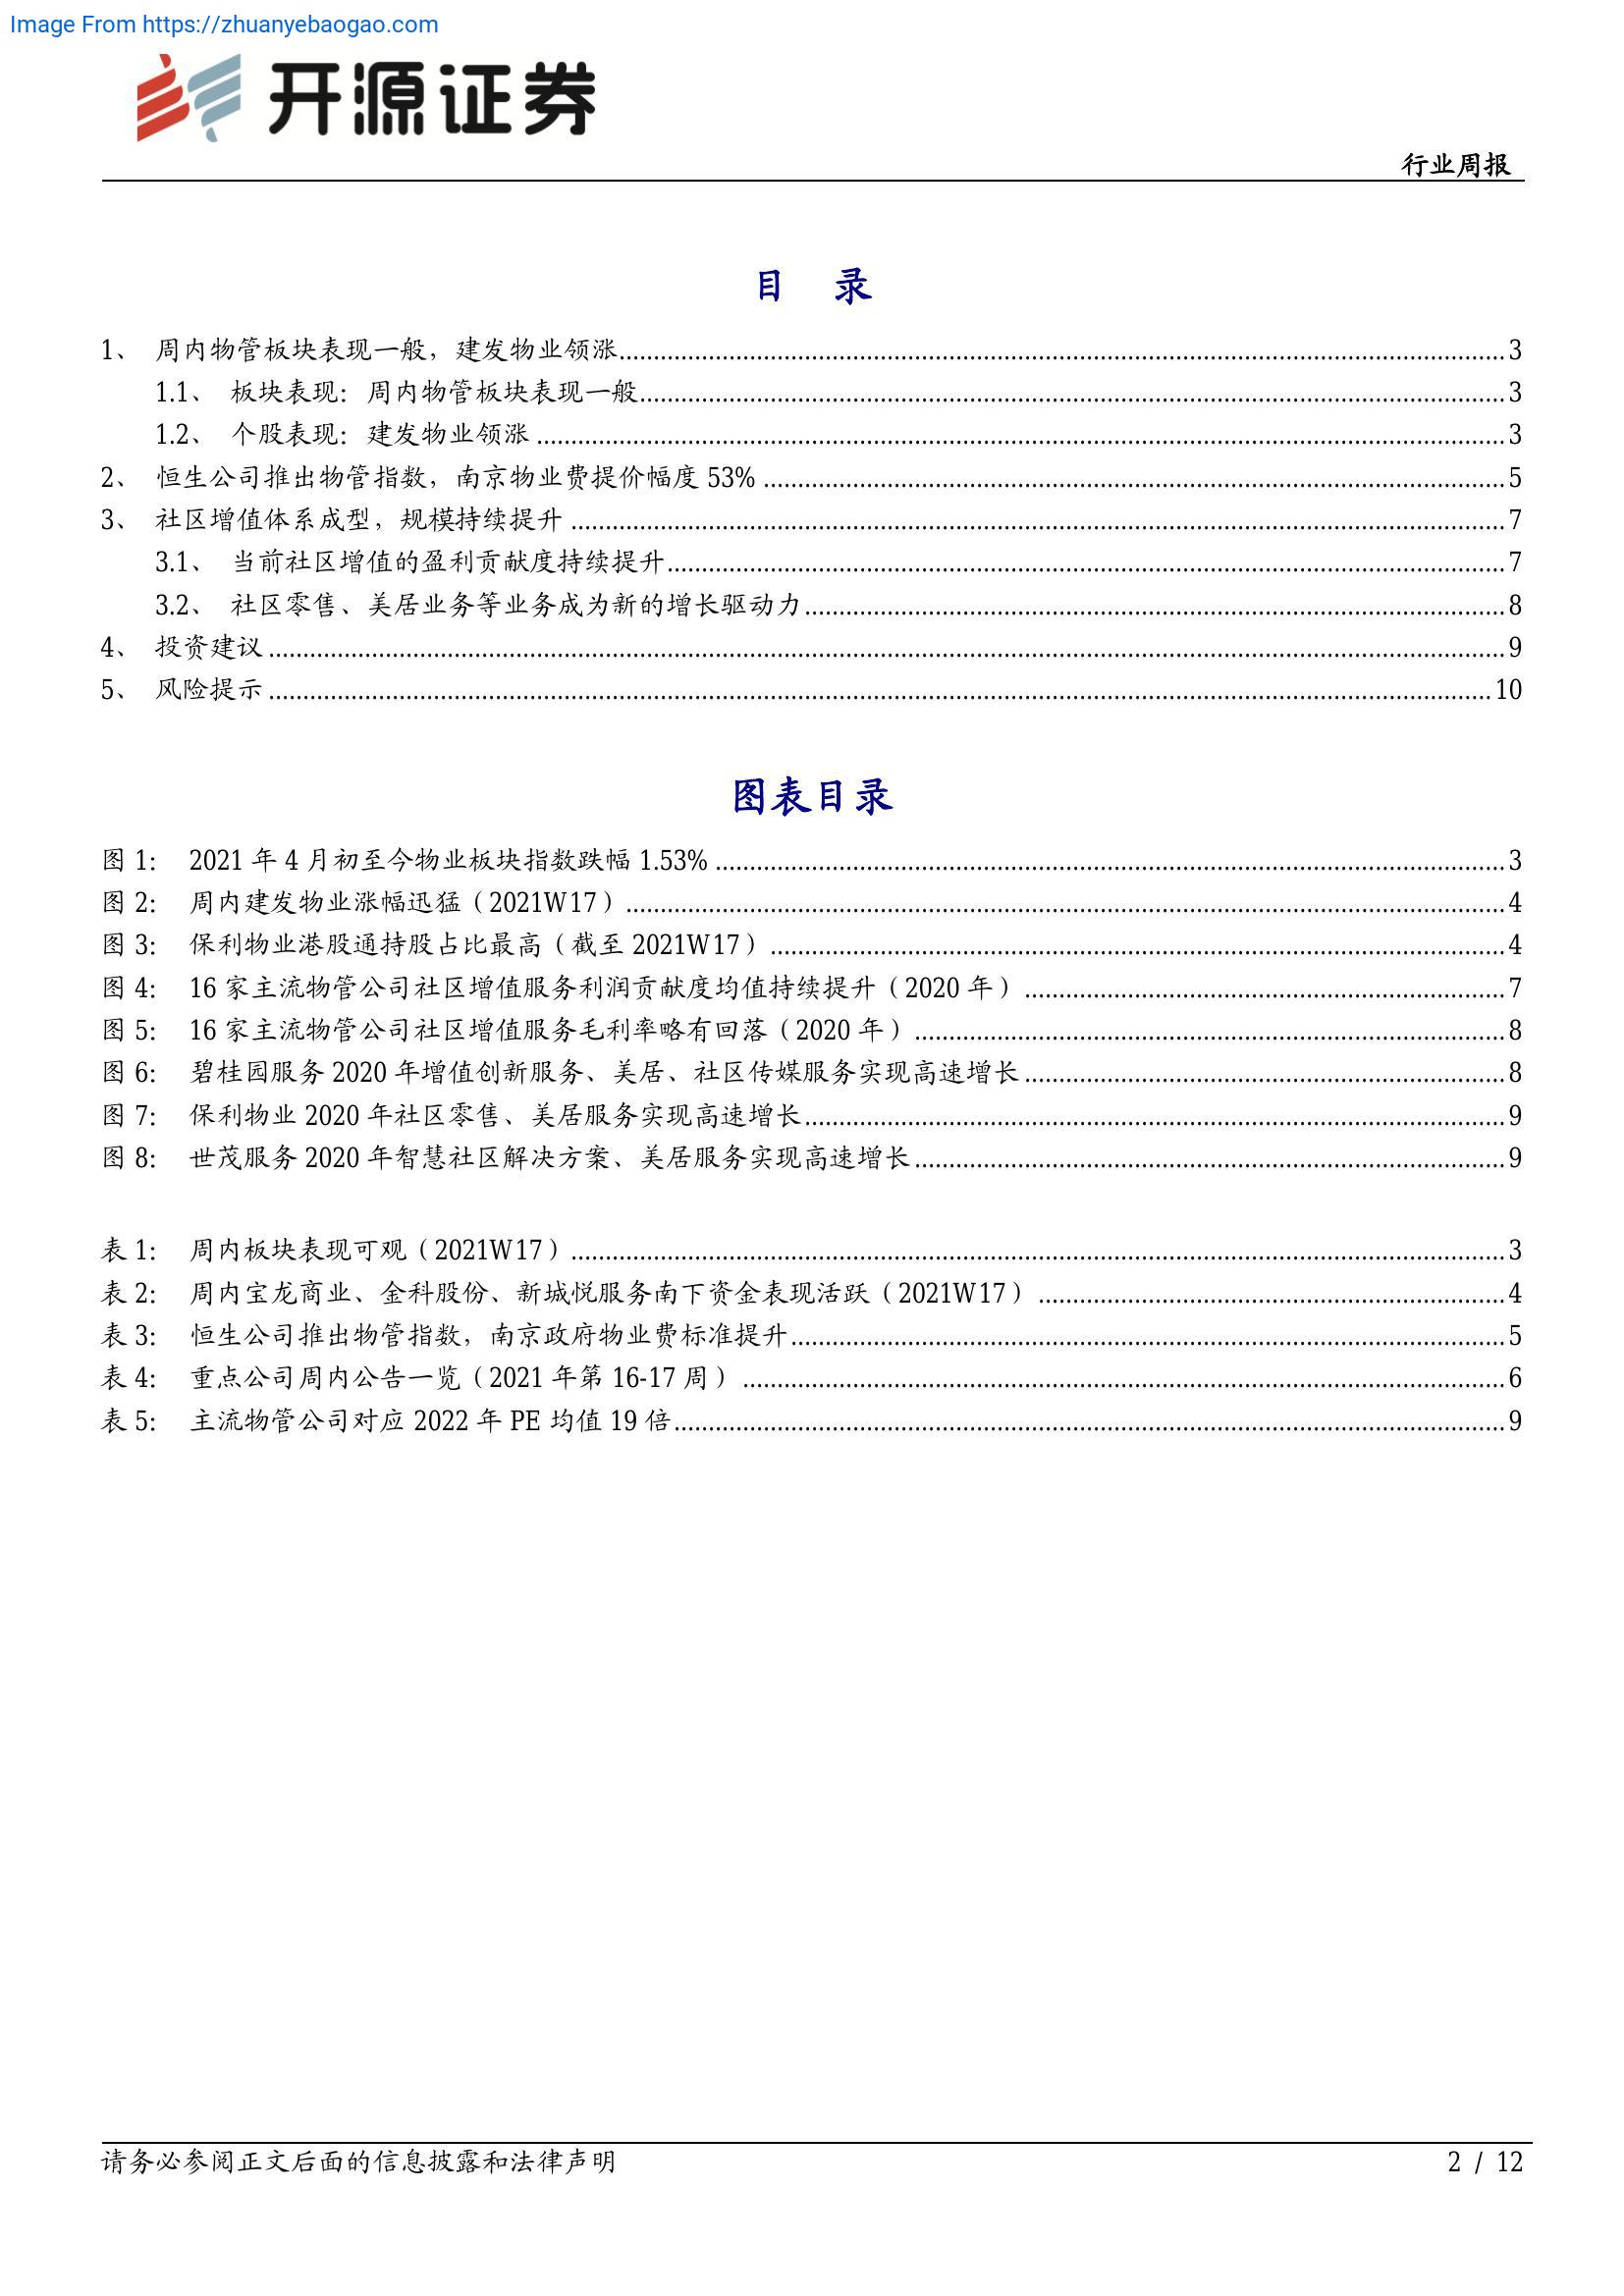 Image From https://zhuanyebaogao.com
开源证券
行业周报
目 录
1、 周内物管板块表现一般，建发物业领涨 3
1.1、 板块表现：周内物管板块表现一般 3
1.2、 个股表现：建发物业领涨 3
2、 恒生公司推出物管指数，南京物业费提价幅度 53% 5
3、 社区增值体系成型，规模持续提升 7
3.1、 当前社区增值的盈利贡献度持续提升 7
3.2、 社区零售、美居业务等业务成为新的增长驱动力 8
4、 投资建议 9
5、 风险提示 10
图表目录
图 1： 2021 年 4 月初至今物业板块指数跌幅 1.53% 3
图 2： 周内建发物业涨幅迅猛（2021W17） 4
图 3： 保利物业港股通持股占比最高（截至 2021W17） 4
图 4： 16 家主流物管公司社区增值服务利润贡献度均值持续提升（2020 年） 7
图 5： 16 家主流物管公司社区增值服务毛利率略有回落（2020 年） 8
图 6： 碧桂园服务 2020 年增值创新服务、美居、社区传媒服务实现高速增长 8
图 7： 保利物业 2020 年社区零售、美居服务实现高速增长 9
图 8： 世茂服务 2020 年智慧社区解决方案、美居服务实现高速增长 9
表 1： 周内板块表现可观（2021W17） 3
表 2： 周内宝龙商业、金科股份、新城悦服务南下资金表现活跃（2021W17） 4
表 3： 恒生公司推出物管指数，南京政府物业费标准提升 5
表 4： 重点公司周内公告一览（2021 年第 16-17 周） 6
表 5： 主流物管公司对应 2022 年 PE 均值 19 倍 9
请务必参阅正文后面的信息披露和法律声明 2 / 12